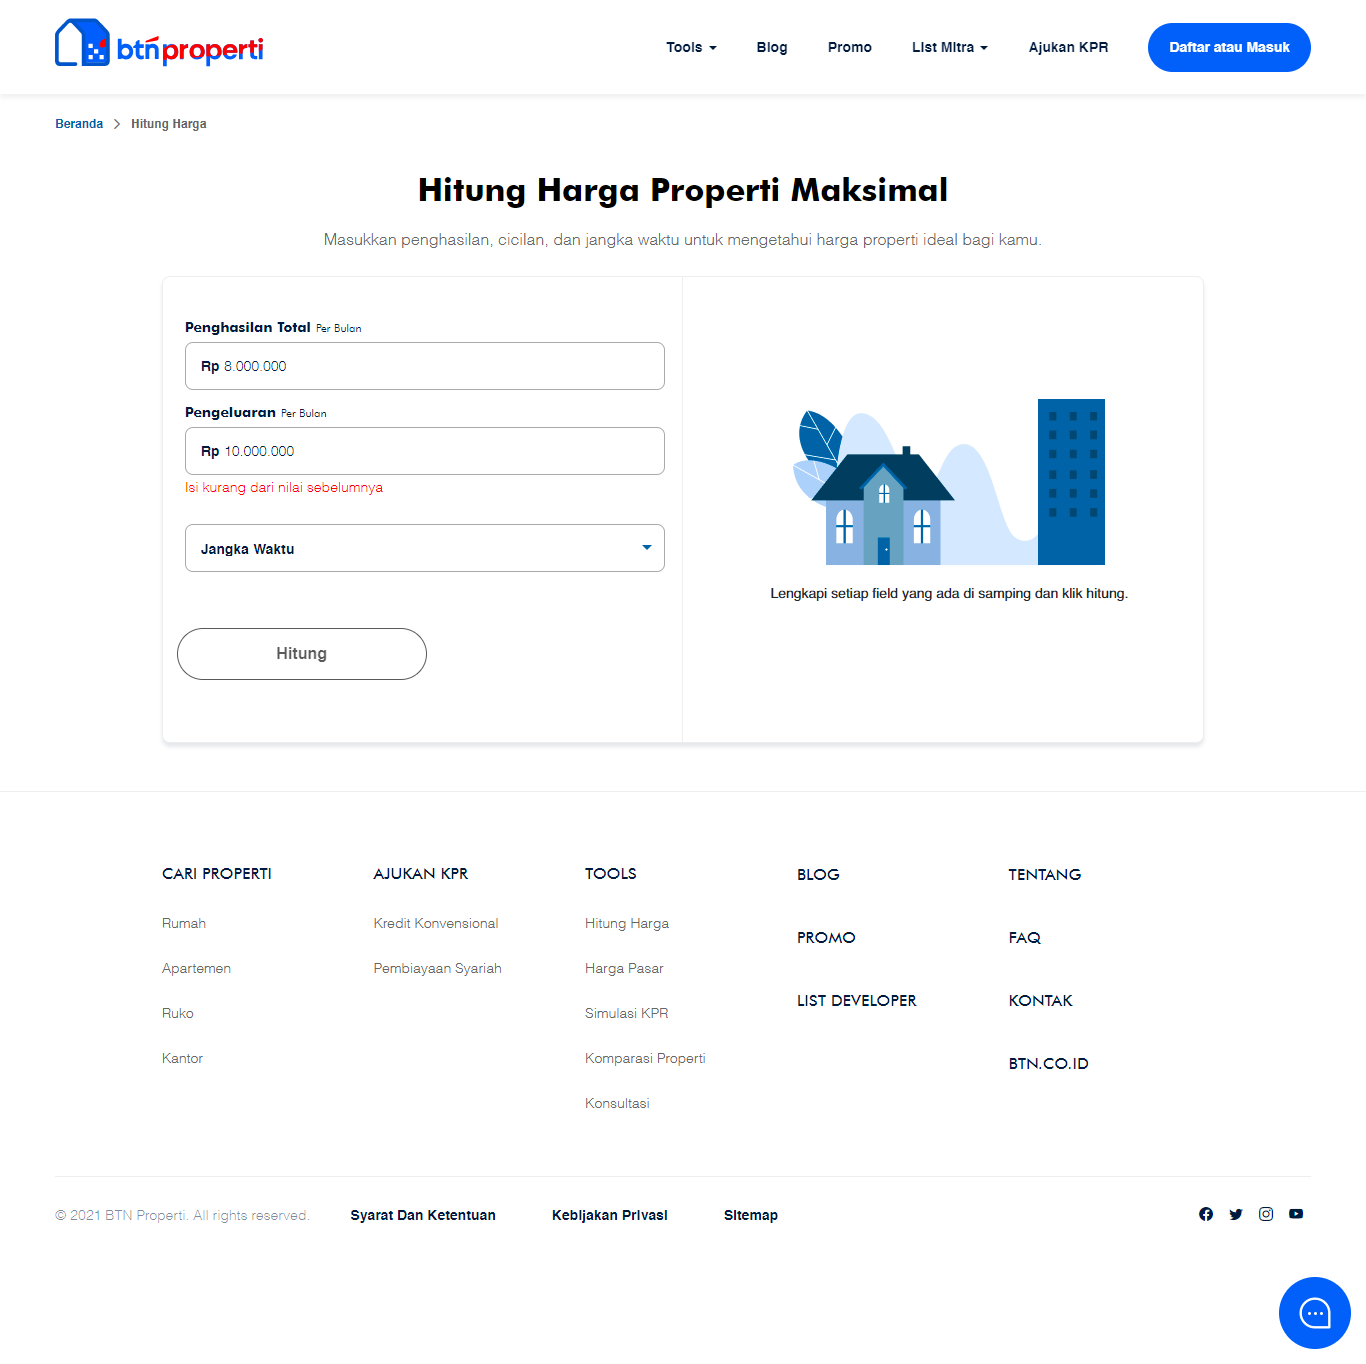 btnproperti
Tools
Blog
Promo
List Mitra
Ajukan KPR
Daftar atau Masuk
Beranda > Hitung Harga
Hitung Harga Properti Maksimal
Masukkan penghasilan, cicilan, dan jangka waktu untuk mengetahui harga properti ideal bagi kamu.
Penghasilan Total Per Bulan
Rp 8.000.000
Pengeluaran Per Bulan
Rp 10.000.000
Isi kurang dari nilai sebelumnya
Jangka Waktu
Hitung
Lengkapi setiap field yang ada di samping dan klik hitung.
CARI PROPERTI
Rumah
Apartemen
Ruko
Kantor
AJUKAN KPR
Kredit Konvensional
Pembiayaan Syariah
TOOLS
Hitung Harga
Harga Pasar
Simulasi KPR
Komparasi Properti
Konsultasi
BLOG
PROMO
LIST DEVELOPER
TENTANG
FAQ
KONTAK
BTN.CO.ID
© 2021 BTN Properti. All rights reserved.
Syarat Dan Ketentuan
Kebijakan Privasi
Sitemap